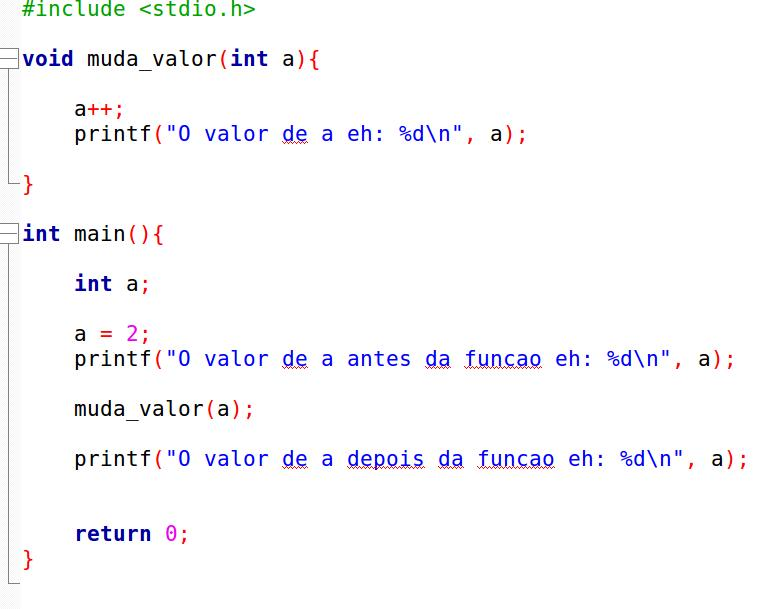 #include <stdio.h>
void muda_valor(int a){
a++;
printf("O valor de a eh: %d\n", a);
}
int main(){
int a;
a = 2;
printf("O valor de a antes da funcao eh: %d\n", a);
muda_valor(a);
printf("O valor de a depois da funcao eh: %d\n", a);
return 0;
}